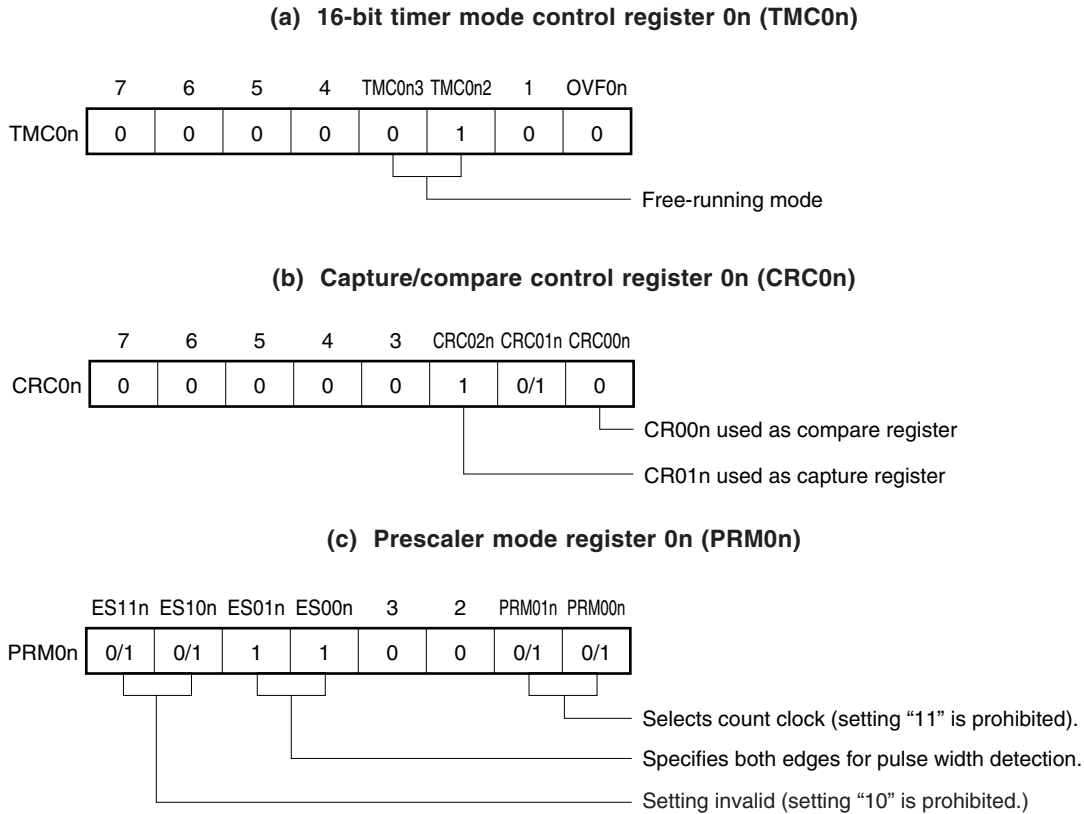 (a) 16-bit timer mode control register 0n (TMC0n)
7 6 5 4 TMC0n3 TMC0n2 1 OVF0n
TMC0n 0 0 0 0 0 1 0 0
Free-running mode
(b) Capture/compare control register 0n (CRC0n)
7 6 5 4 3 CRC02n CRC01n CRC00n
CRC0n 0 0 0 0 0 1 0/1 0
CR00n used as compare register
CR01n used as capture register
(c) Prescaler mode register 0n (PRM0n)
ES11n ES10n ES01n ES00n 3 2 PRM01n PRM00n
PRM0n 0/1 0/1 1 1 0 0 0/1 0/1
Selects count clock (setting “11” is prohibited).
Specifies both edges for pulse width detection.
Setting invalid (setting “10” is prohibited.)